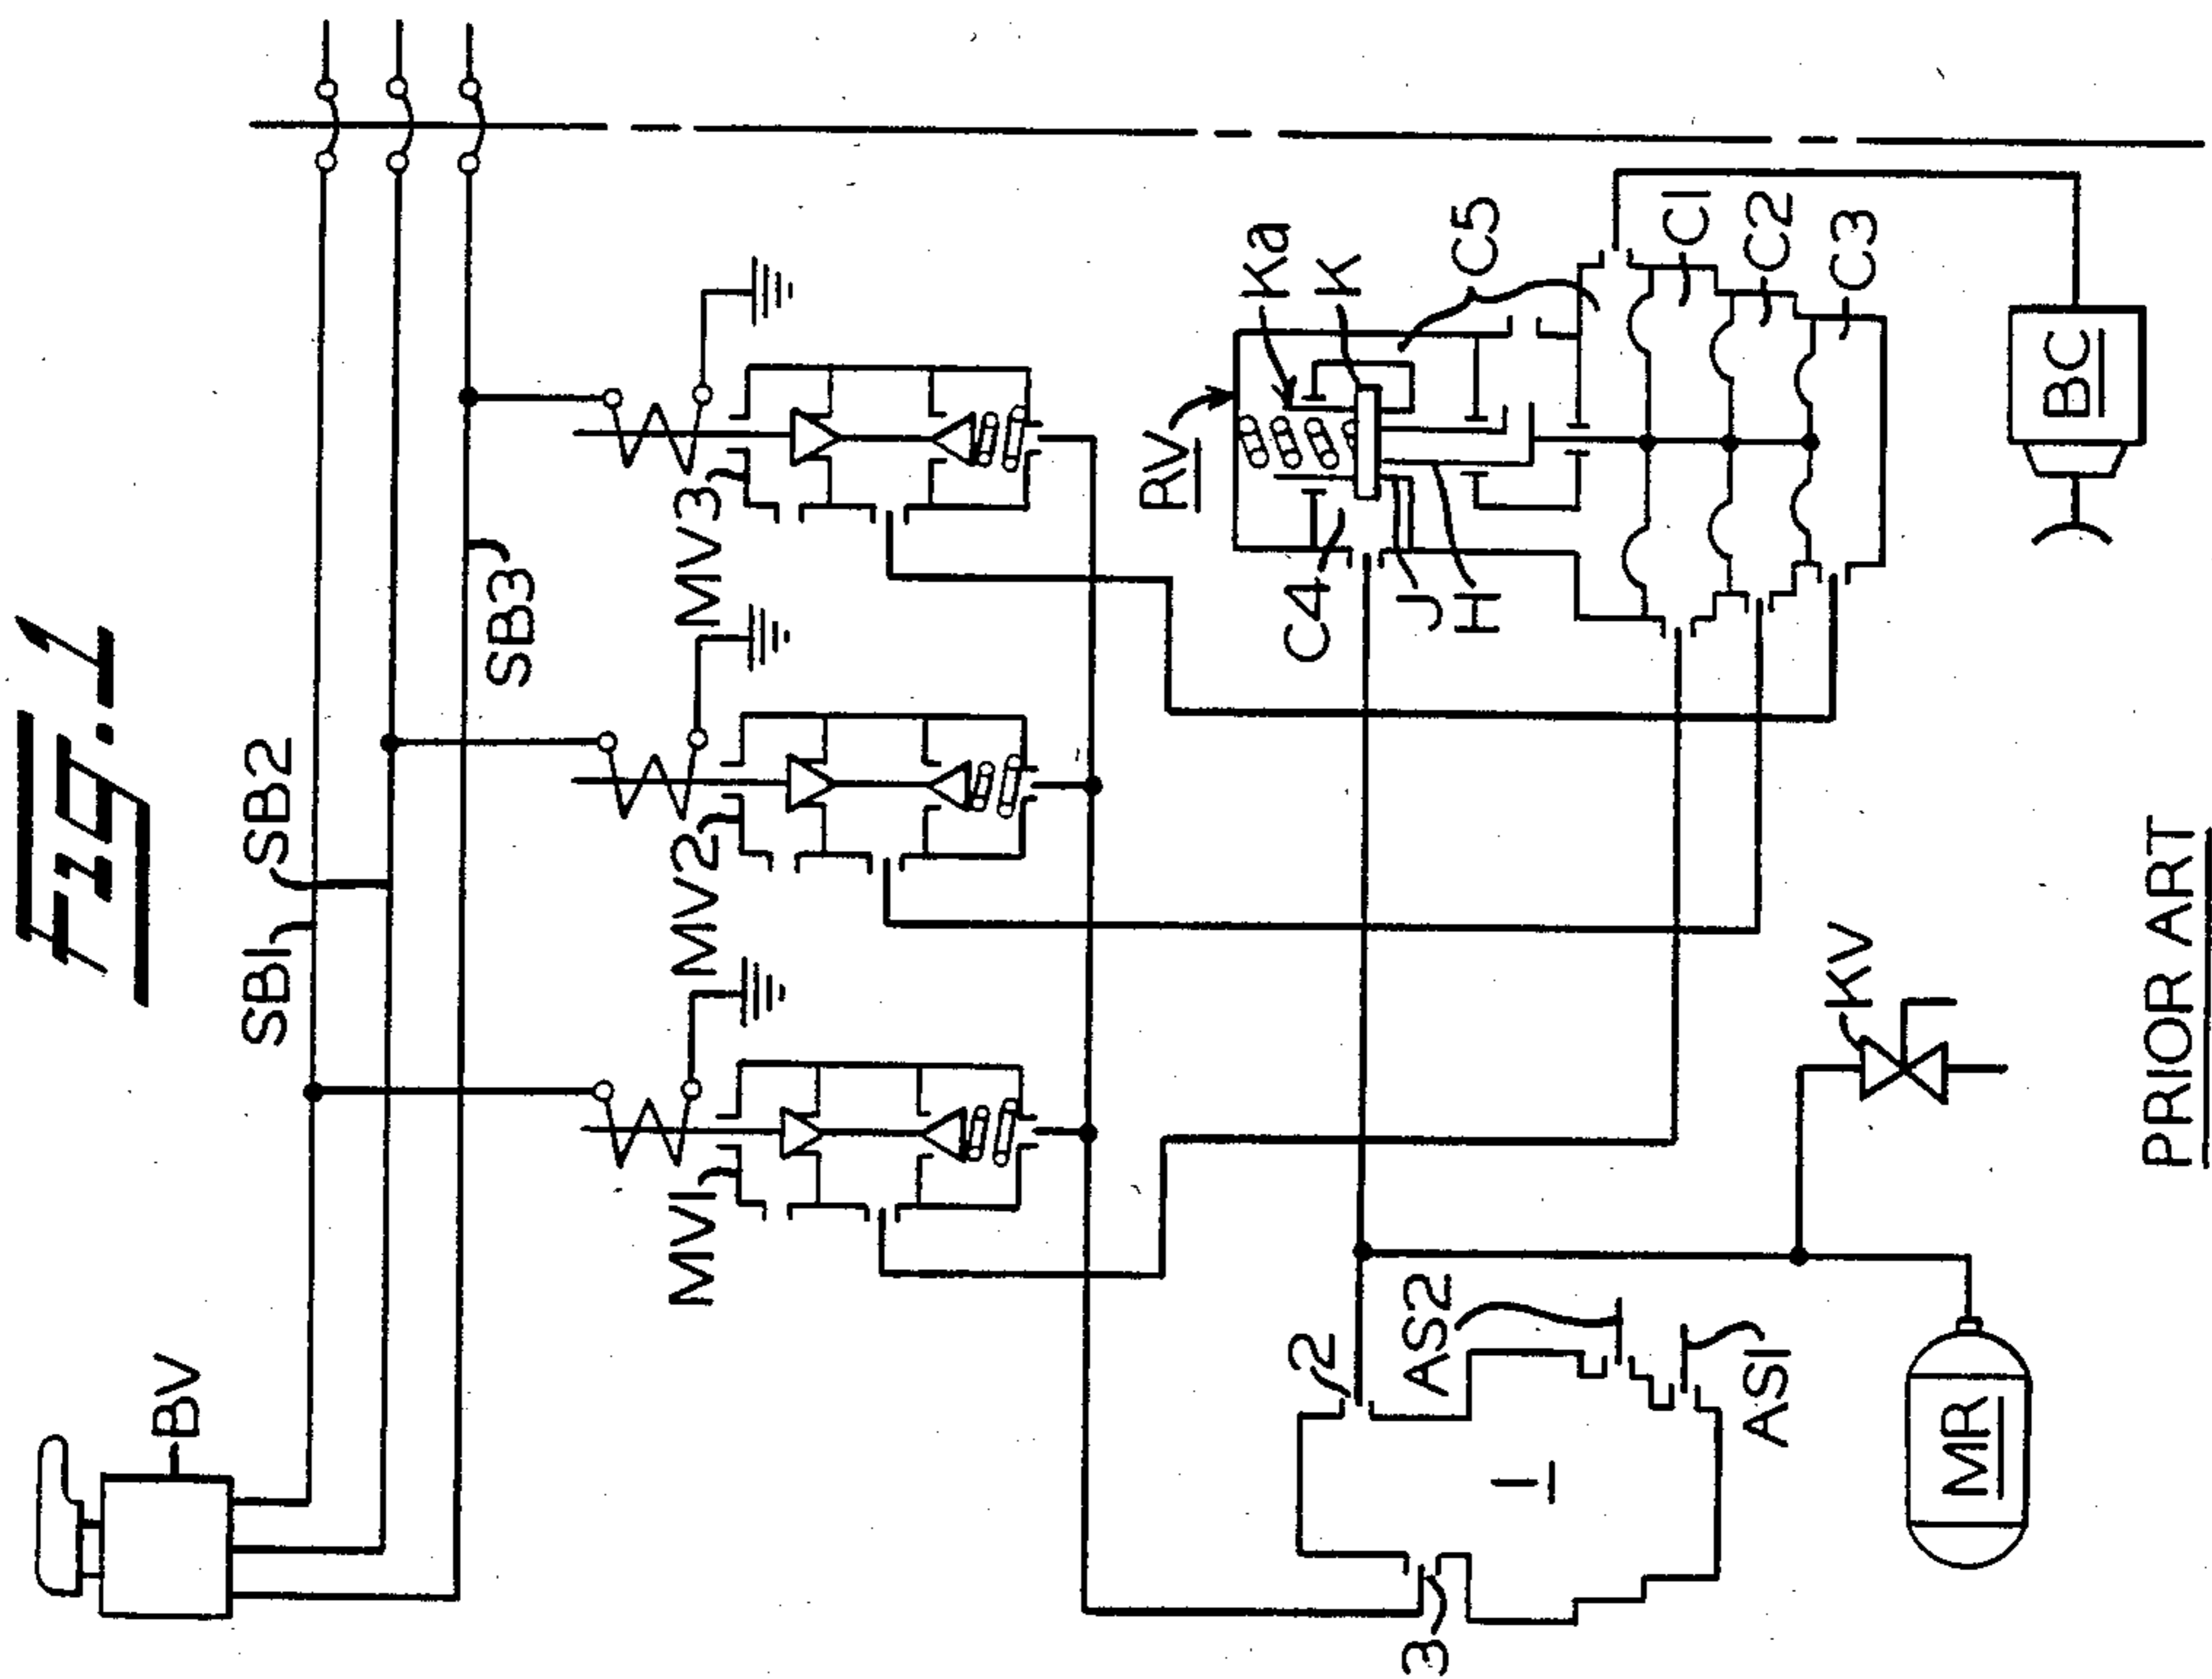 Fig. 1
SB1
SB2
SB3
BV
MV1
MV2
MV3
RV
Ka
K
C5
C1
C2
C3
C4
J
H
BC
2
AS2
AS1
1
3
KV
MR
PRIOR ART